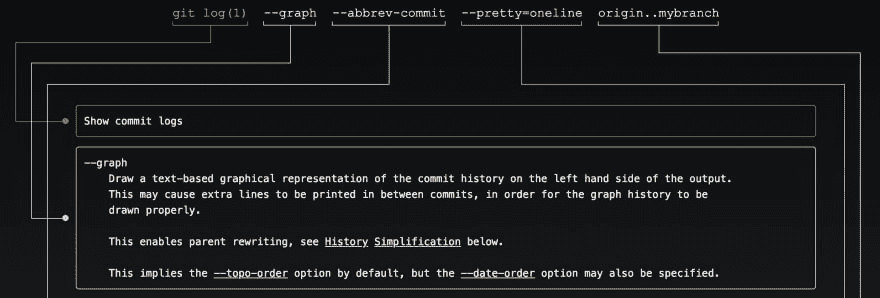 git log(1) --graph --abbrev-commit --pretty=oneline origin..mybranch
Show commit logs
--graph
Draw a text-based graphical representation of the commit history on the left hand side of the output.
This may cause extra lines to be printed in between commits, in order for the graph history to be
drawn properly.
This enables parent rewriting, see History Simplification below.
This implies the --topo-order option by default, but the --date-order option may also be specified.